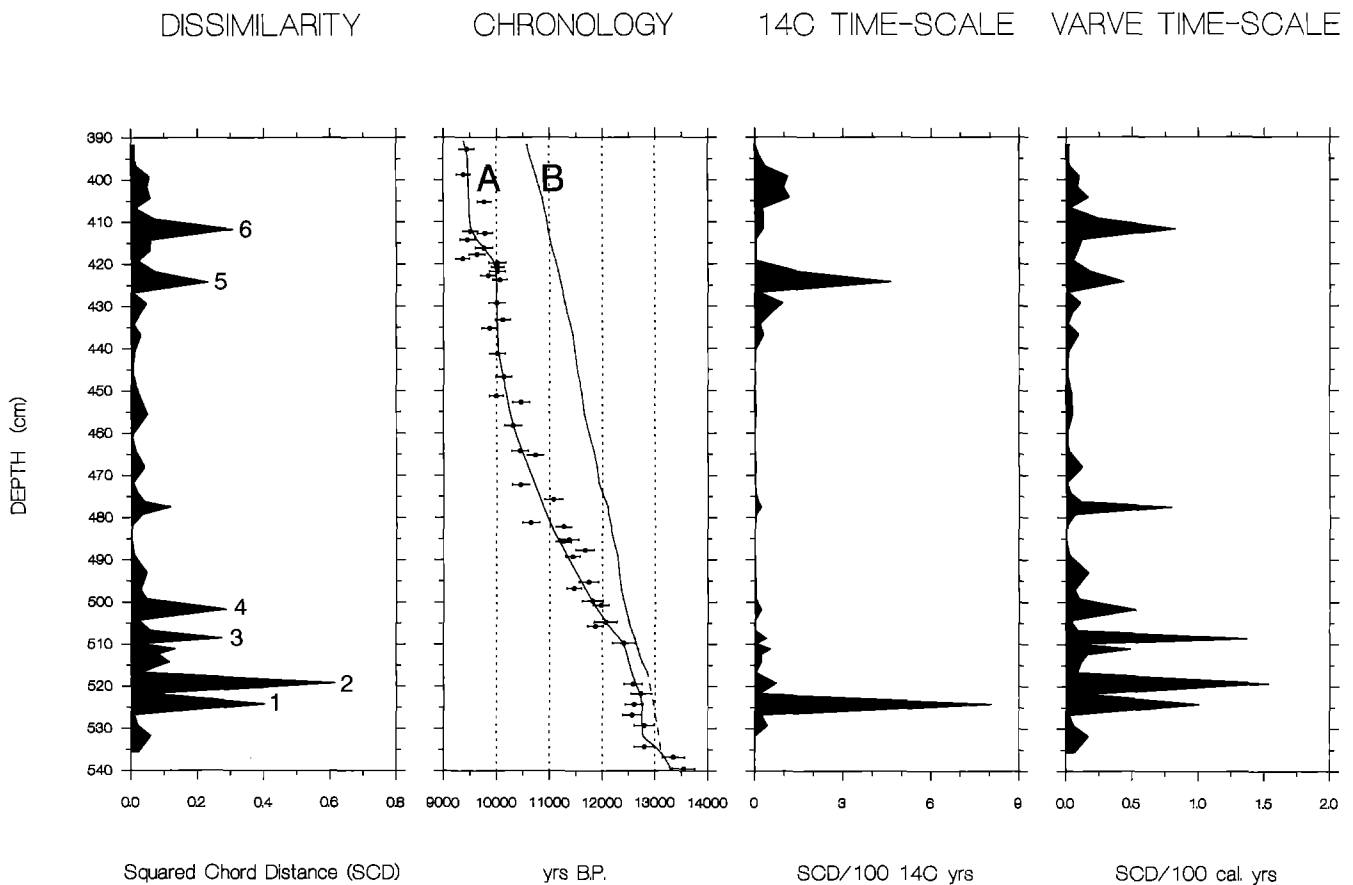 DISSIMILARITY CHRONOLOGY 14C TIME-SCALE VARVE TIME-SCALE
DEPTH (cm)
390
400
410
420
430
440
450
460
470
480
490
500
510
520
530
540
6
5
4
3
2
1
A B
0.0 0.2 0.4 0.6 0.8
9000 10000 11000 12000 13000 14000
0 3 6 9
0.0 0.5 1.0 1.5 2.0
Squared Chord Distance (SCD) yrs B.P. SCD/100 14C yrs SCD/100 cal. yrs